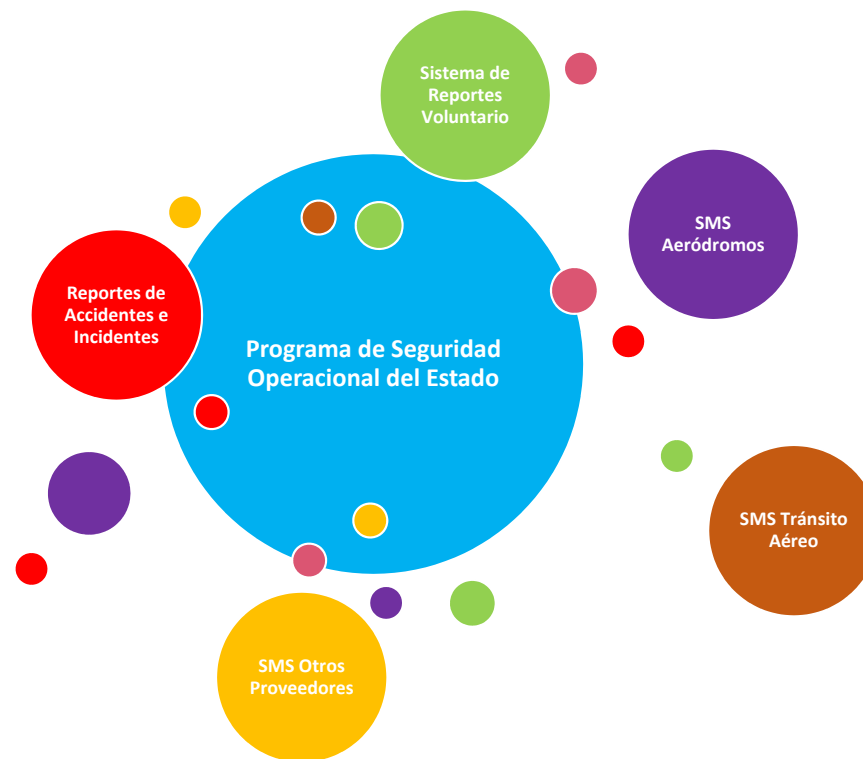 Sistema de
Reportes
Voluntario
SMS
Aeródromos
Reportes de
Accidentes e
Incidentes
Programa de Seguridad
Operacional del Estado
SMS Tránsito
Aéreo
SMS Otros
Proveedores